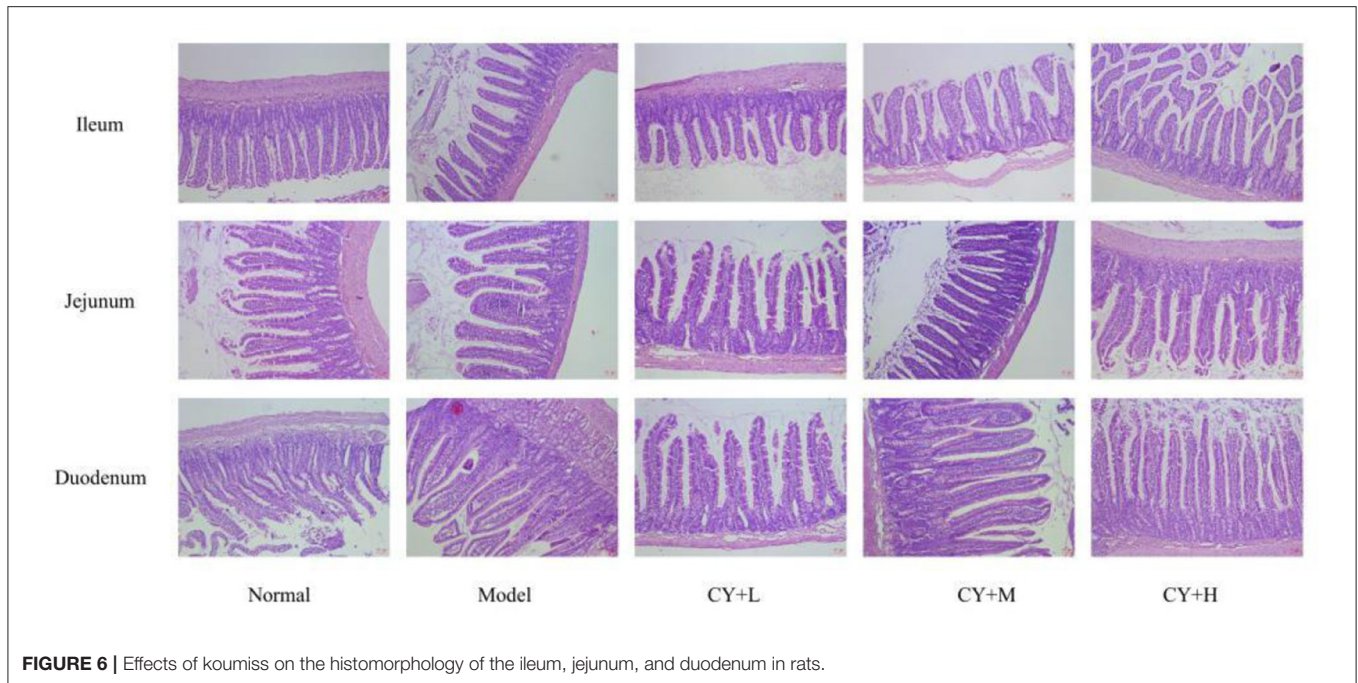 Ileum
Jejunum
Duodenum
Normal Model CY+L CY+M CY+H
FIGURE 6 | Effects of koumiss on the histomorphology of the ileum, jejunum, and duodenum in rats.